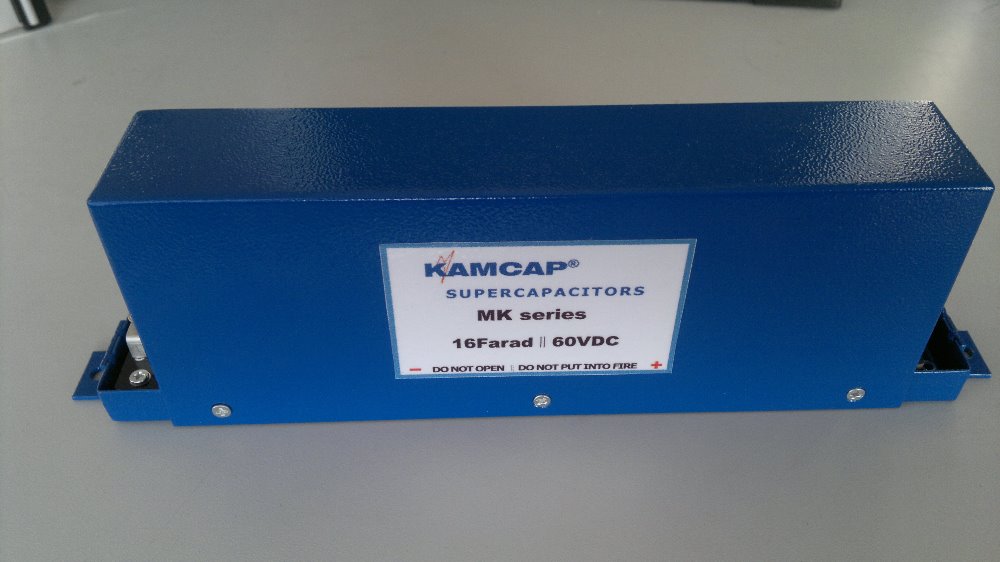 KAMCAP®
SUPERCAPACITORS
MK series
16Farad || 60VDC
− DO NOT OPEN || DO NOT PUT INTO FIRE +